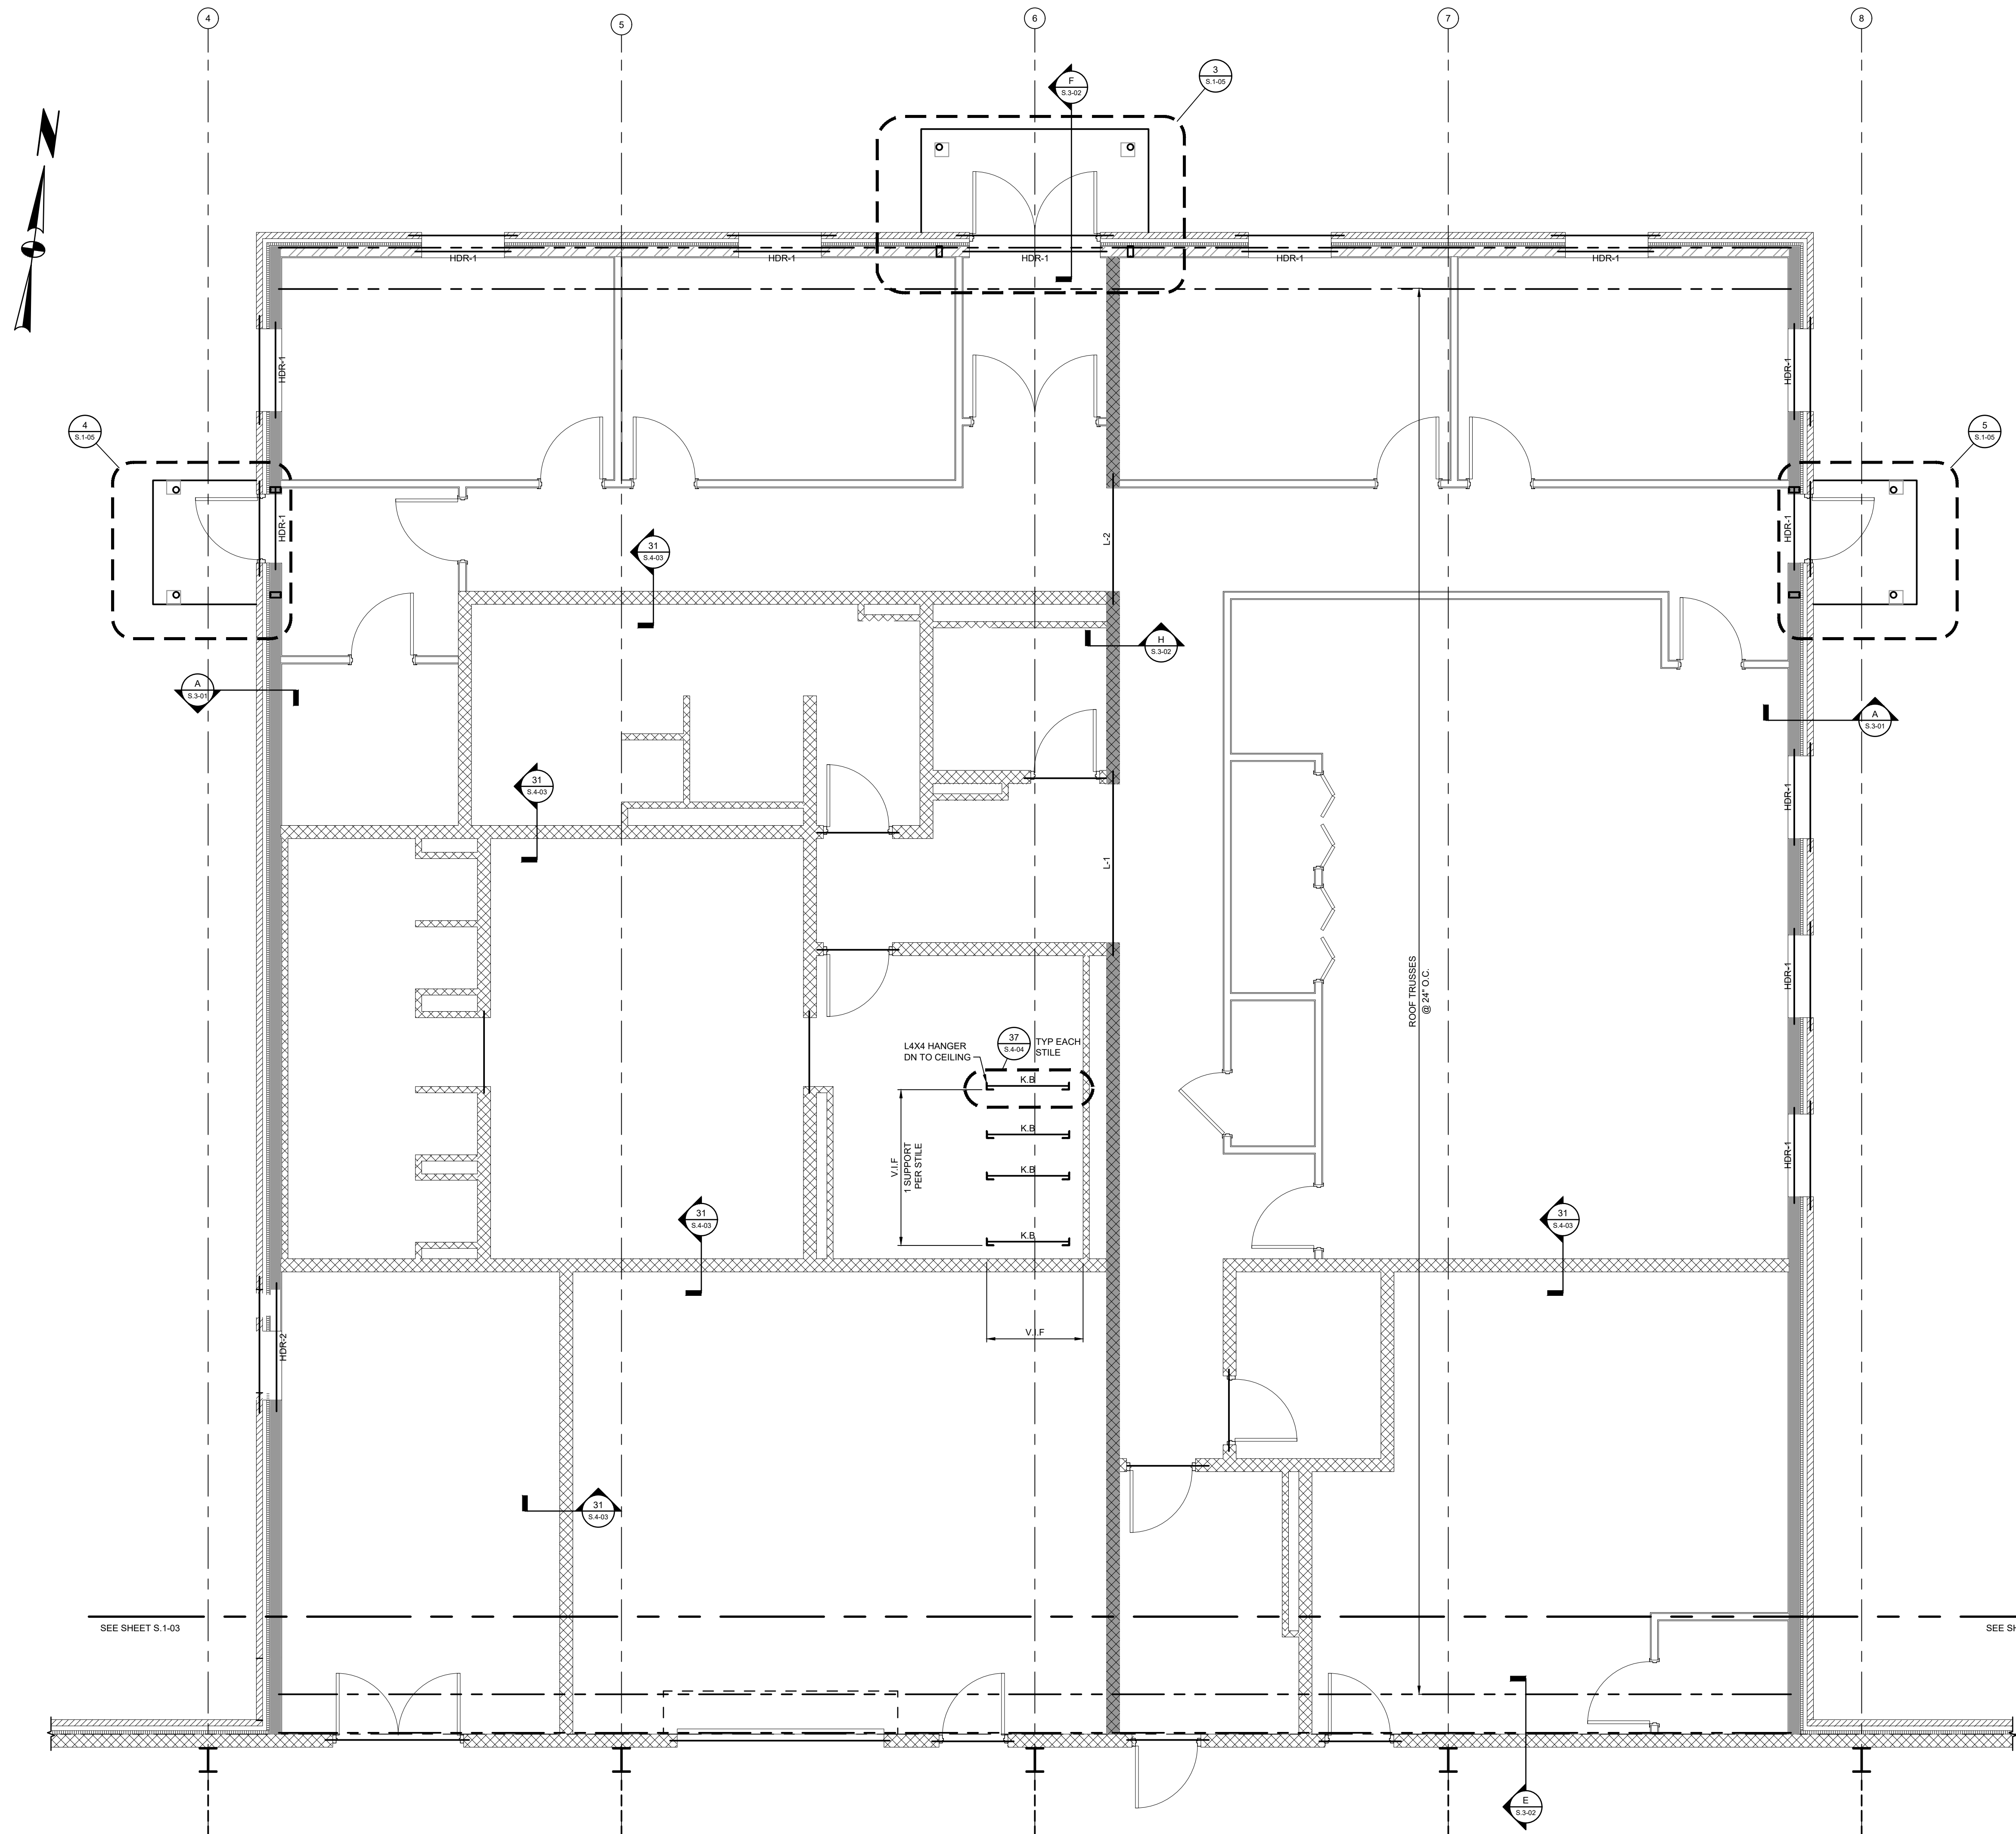 4
5
6
7
8
N
F
S.3-02
3
S.1-05
HDR-1
HDR-1
HDR-1
HDR-1
HDR-1
HDR-1
HDR-1
4
S.1-05
5
S.1-05
HDR-1
HDR-1
L-2
31
S.4-03
H
S.3-02
A
S.3-01
A
S.3-01
31
S.4-03
HDR-1
L-1
ROOF TRUSSES
@ 24" O.C.
HDR-1
L4X4 HANGER
DN TO CEILING
37
S.4-04
TYP EACH
STILE
K.B
K.B
K.B
K.B
V.I.F
1 SUPPORT
PER STILE
HDR-1
31
S.4-03
31
S.4-03
V.I.F
HDR-2
31
S.4-03
SEE SHEET S.1-03
SEE SH
E
S.3-02